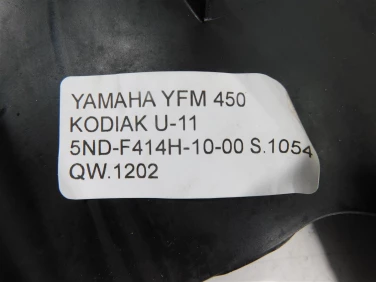 YAMAHA YFM 450
KODIAK U-11
5ND-F414H-10-00 S.1054
QW.1202